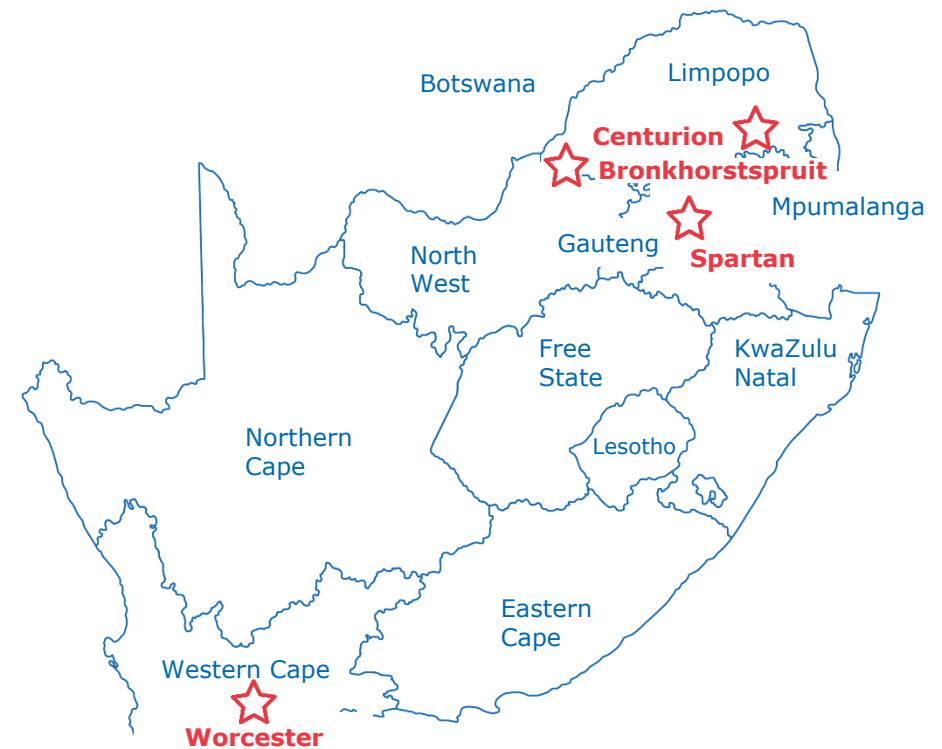 Limpopo
Botswana
Centurion
Bronkhorstspruit
Mpumalanga
Gauteng
North
West
Spartan
Free
State
KwaZulu
Natal
Northern
Cape
Lesotho
Eastern
Cape
Western Cape
Worcester